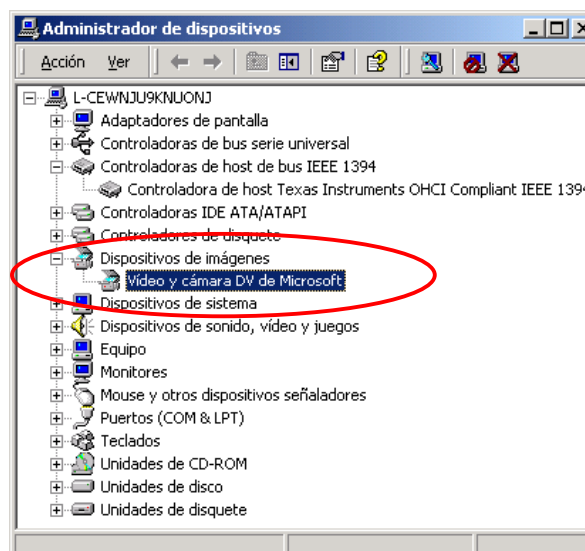 Administrador de dispositivos
Acción Ver
L-CEWNJU9KNUONJ
Adaptadores de pantalla
Controladoras de bus serie universal
Controladoras de host de bus IEEE 1394
Controladora de host Texas Instruments OHCI Compliant IEEE 1394
Controladoras IDE ATA/ATAPI
Controladores de disquete
Dispositivos de imágenes
Vídeo y cámara DV de Microsoft
Dispositivos de sistema
Dispositivos de sonido, vídeo y juegos
Equipo
Monitores
Mouse y otros dispositivos señaladores
Puertos (COM & LPT)
Teclados
Unidades de CD-ROM
Unidades de disco
Unidades de disquete